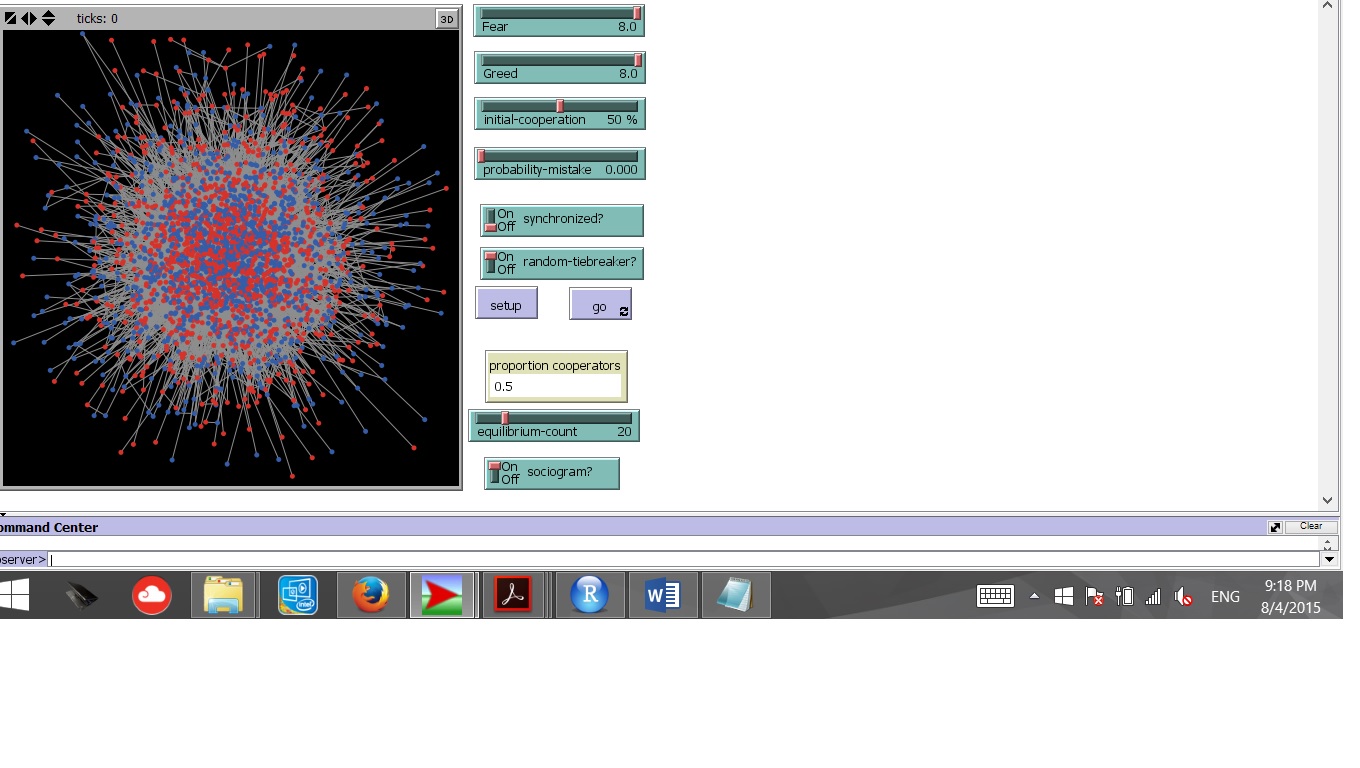 ticks: 0
3D
Fear 8.0
Greed 8.0
initial-cooperation 50 %
probability-mistake 0.000
On
Off
synchronized?
On
Off
random-tiebreaker?
setup
go
proportion cooperators
0.5
equilibrium-count 20
On
Off
sociogram?
ommand Center
Clear
bserver>
intel
R
W
ENG
9:18 PM
8/4/2015